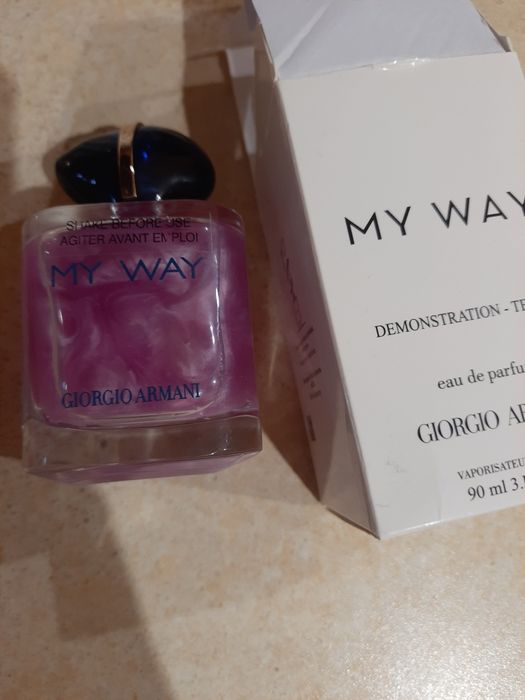 SHAKE BEFORE USE
AGITER AVANT EMPLOI
MY WAY
GIORGIO ARMANI
MY WAY
DEMONSTRATION - TE
eau de parfu
GIORGIO AR
VAPORISATEU
90 ml 3.